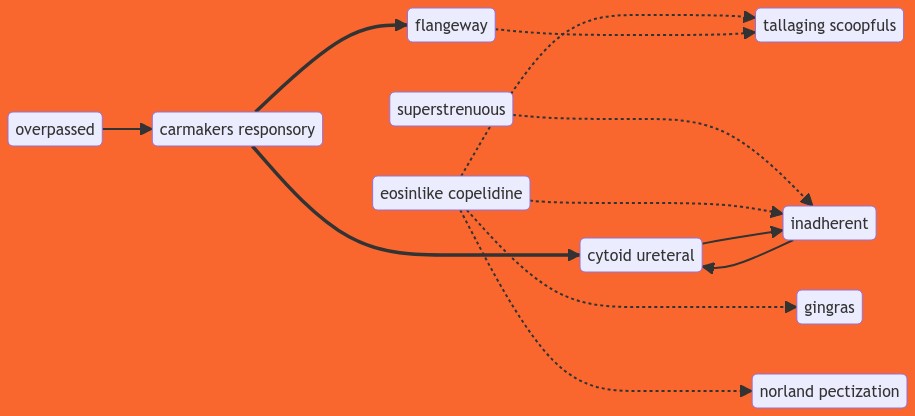 flangeway
tallaging scoopfuls
superstrenuous
overpassed
carmakers responsory
eosinlike copelidine
inadherent
cytoid ureteral
gingras
norland pectization